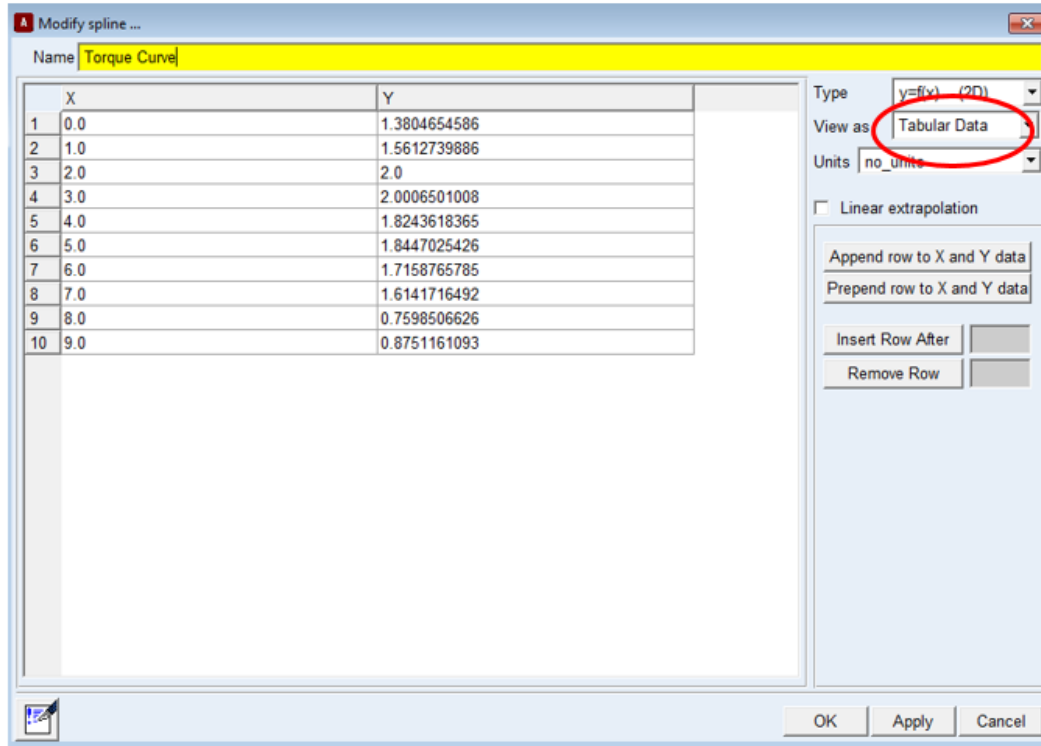 A Modify spline ...
Name Torque Curve
X Y
1 0.0 1.3804654586
2 1.0 1.5612739886
3 2.0 2.0
4 3.0 2.0006501008
5 4.0 1.8243618365
6 5.0 1.8447025426
7 6.0 1.7158765785
8 7.0 1.6141716492
9 8.0 0.7598506626
10 9.0 0.8751161093
Type y=f(x) (2D)
View as Tabular Data
Units no_units
Linear extrapolation
Append row to X and Y data
Prepend row to X and Y data
Insert Row After
Remove Row
OK Apply Cancel